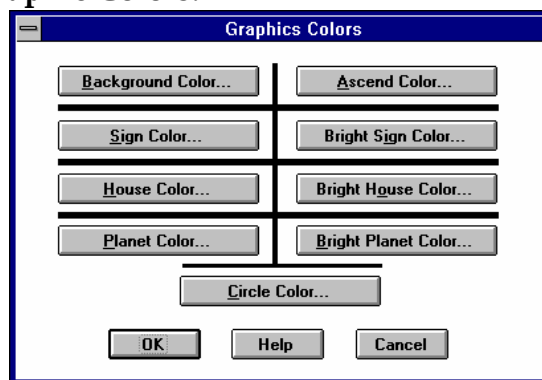 Graphics Colors
Background Color... Ascend Color...
Sign Color... Bright Sign Color...
House Color... Bright House Color...
Planet Color... Bright Planet Color...
Circle Color...
OK Help Cancel